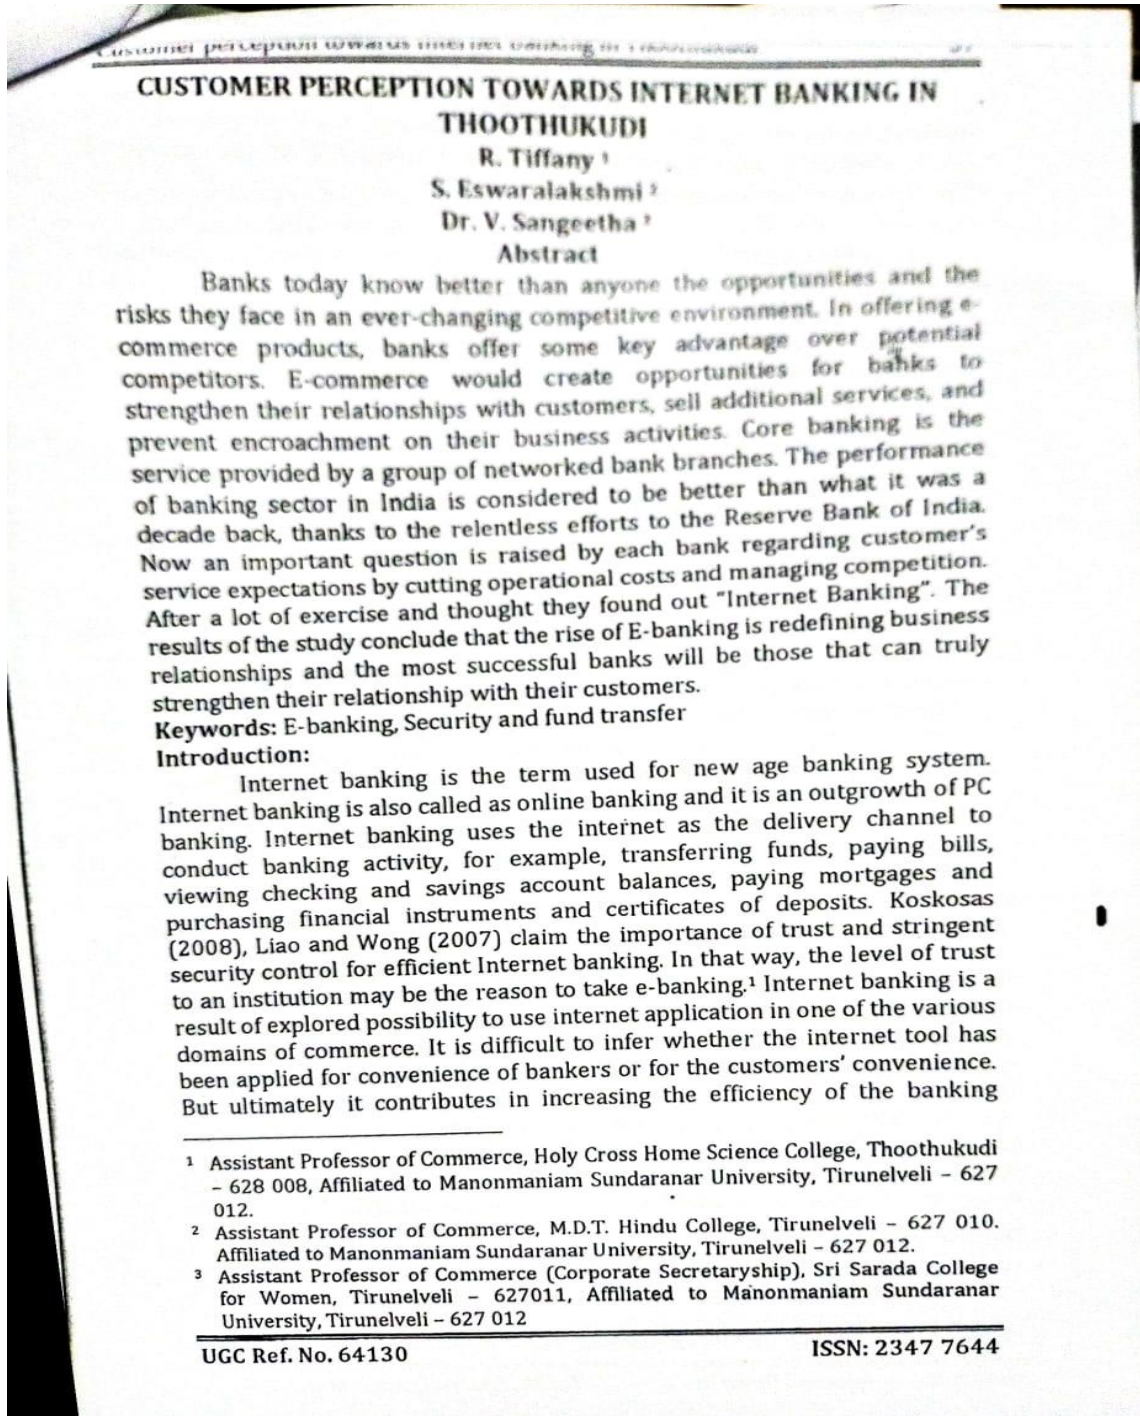 Customer perception towards internet banking in Thoothukudi
CUSTOMER PERCEPTION TOWARDS INTERNET BANKING IN
THOOTHUKUDI
R. Tiffany ¹
S. Eswaralakshmi ²
Dr. V. Sangeetha ³
Abstract
Banks today know better than anyone the opportunities and the
risks they face in an ever-changing competitive environment. In offering e-
commerce products, banks offer some key advantage over potential
competitors. E-commerce would create opportunities for banks to
strengthen their relationships with customers, sell additional services, and
prevent encroachment on their business activities. Core banking is the
service provided by a group of networked bank branches. The performance
of banking sector in India is considered to be better than what it was a
decade back, thanks to the relentless efforts to the Reserve Bank of India.
Now an important question is raised by each bank regarding customer's
service expectations by cutting operational costs and managing competition.
After a lot of exercise and thought they found out "Internet Banking". The
results of the study conclude that the rise of E-banking is redefining business
relationships and the most successful banks will be those that can truly
strengthen their relationship with their customers.
Keywords: E-banking, Security and fund transfer
Introduction:
Internet banking is the term used for new age banking system.
Internet banking is also called as online banking and it is an outgrowth of PC
banking. Internet banking uses the internet as the delivery channel to
conduct banking activity, for example, transferring funds, paying bills,
viewing checking and savings account balances, paying mortgages and
purchasing financial instruments and certificates of deposits. Koskosas
(2008), Liao and Wong (2007) claim the importance of trust and stringent
security control for efficient Internet banking. In that way, the level of trust
to an institution may be the reason to take e-banking.¹ Internet banking is a
result of explored possibility to use internet application in one of the various
domains of commerce. It is difficult to infer whether the internet tool has
been applied for convenience of bankers or for the customers' convenience.
But ultimately it contributes in increasing the efficiency of the banking
¹ Assistant Professor of Commerce, Holy Cross Home Science College, Thoothukudi
– 628 008, Affiliated to Manonmaniam Sundaranar University, Tirunelveli – 627
012.
² Assistant Professor of Commerce, M.D.T. Hindu College, Tirunelveli – 627 010.
Affiliated to Manonmaniam Sundaranar University, Tirunelveli – 627 012.
³ Assistant Professor of Commerce (Corporate Secretaryship), Sri Sarada College
for Women, Tirunelveli – 627011, Affiliated to Manonmaniam Sundaranar
University, Tirunelveli – 627 012
UGC Ref. No. 64130 ISSN: 2347 7644